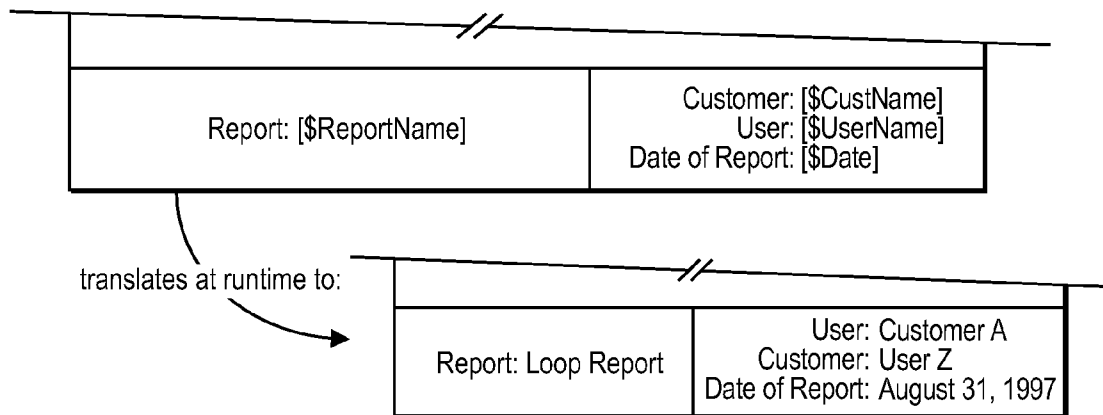 Report: [$ReportName]
Customer: [$CustName]
User: [$UserName]
Date of Report: [$Date]
translates at runtime to:
Report: Loop Report
User: Customer A
Customer: User Z
Date of Report: August 31, 1997